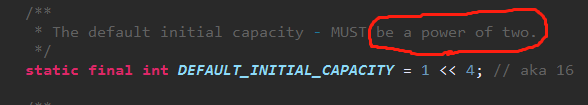 /**
* The default initial capacity - MUST be a power of two.
*/
static final int DEFAULT_INITIAL_CAPACITY = 1 << 4; // aka 16
/**